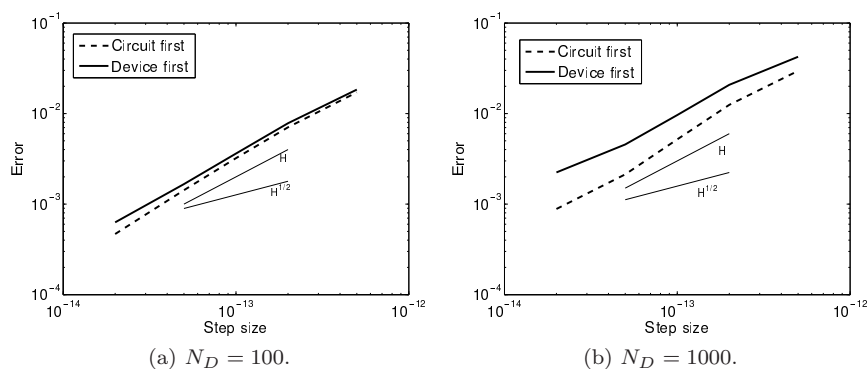 10⁻¹
10⁻²
10⁻³
10⁻⁴
Error
Circuit first
Device first
H
H^{1/2}
10⁻¹⁴
10⁻¹³
10⁻¹²
Step size
(a) N_D = 100.
10⁻¹
10⁻²
10⁻³
10⁻⁴
Error
Circuit first
Device first
H
H^{1/2}
10⁻¹⁴
10⁻¹³
10⁻¹²
Step size
(b) N_D = 1000.